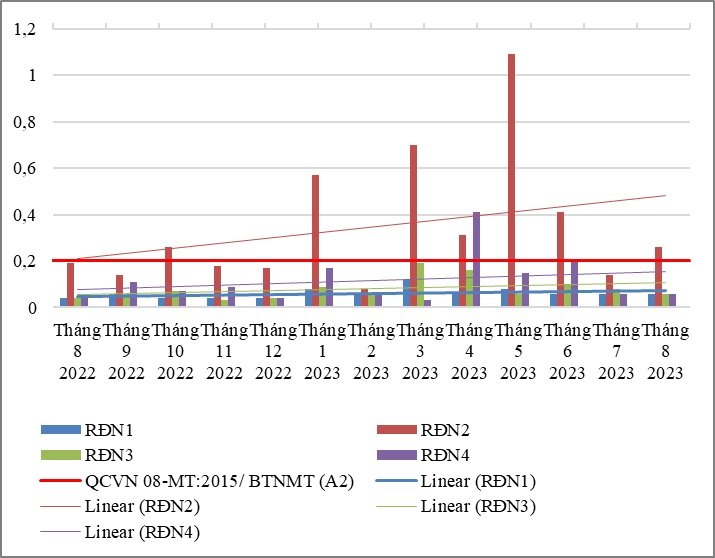 1,2
1
0,8
0,6
0,4
0,2
0
Tháng Tháng Tháng Tháng Tháng Tháng Tháng Tháng Tháng Tháng Tháng Tháng Tháng
8 9 10 11 12 1 2 3 4 5 6 7 8
2022 2022 2022 2022 2022 2023 2023 2023 2023 2023 2023 2023 2023
RĐN1 RĐN2
RĐN3 RĐN4
QCVN 08-MT:2015/ BTNMT (A2) Linear (RĐN1)
Linear (RĐN2) Linear (RĐN3)
Linear (RĐN4)